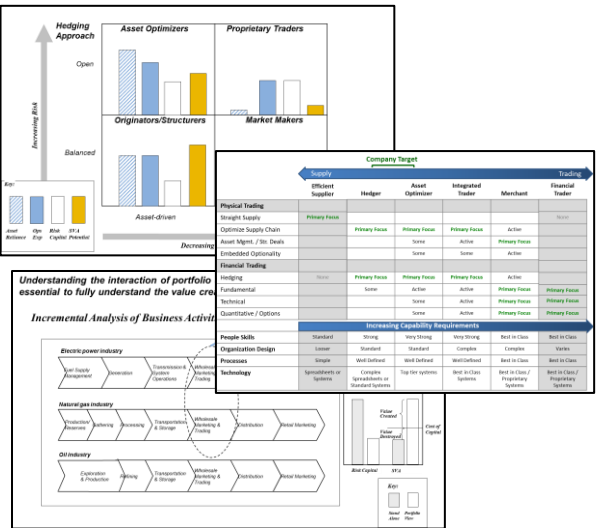 Hedging
Approach
Asset Optimizers
Proprietary Traders
Open
Increasing Risk
Originators/Structurers
Market Makers
Balanced
Key:
Asset
Reliance
Ops
Exp
Risk
Capital
SVA
Potential
Asset-driven
Decreasing
Company Target
Supply
Trading
Efficient
Supplier
Hedger
Asset
Optimizer
Integrated
Trader
Merchant
Financial
Trader
Physical Trading
Straight Supply Primary Focus None
Optimize Supply Chain Primary Focus Primary Focus Primary Focus Active
Asset Mgmt. / Str. Deals Some Active Primary Focus
Embedded Optionality Some Some Active
Financial Trading
Hedging None Primary Focus Primary Focus Primary Focus Active
Fundamental Some Active Active Primary Focus Primary Focus
Technical Some Active Primary Focus Primary Focus
Quantitative / Options Some Active Primary Focus Primary Focus
Increasing Capability Requirements
People Skills Standard Strong Very Strong Very Strong Best in Class Best in Class
Organization Design Looser Standard Standard Complex Complex Varies
Processes Simple Well Defined Well Defined Well Defined Best in Class Best in Class
Technology
Spreadsheets or
Systems
Complex
Spreadsheets or
Standard Systems
Top tier systems
Best in Class
Systems
Best in Class /
Proprietary
Systems
Best in Class /
Proprietary
Systems
Understanding the interaction of portfolio
essential to fully understand the value crea
Incremental Analysis of Business Activi
Electric power industry
Fuel Supply
Management
Generation
Transmission &
System
Operations
Wholesale
Marketing &
Trading
Natural gas industry
Production/
Reserves
Gathering
Processing
Transportation
& Storage
Wholesale
Marketing &
Trading
Distribution
Retail Marketing
Oil industry
Exploration
& Production
Refining
Transportation
& Storage
Wholesale
Marketing &
Trading
Distribution
Retail Marketing
Value
Created
Value
Destroyed
Cost of
Capital
Risk Capital
SVA
Key:
Stand
Alone
Portfolio
View